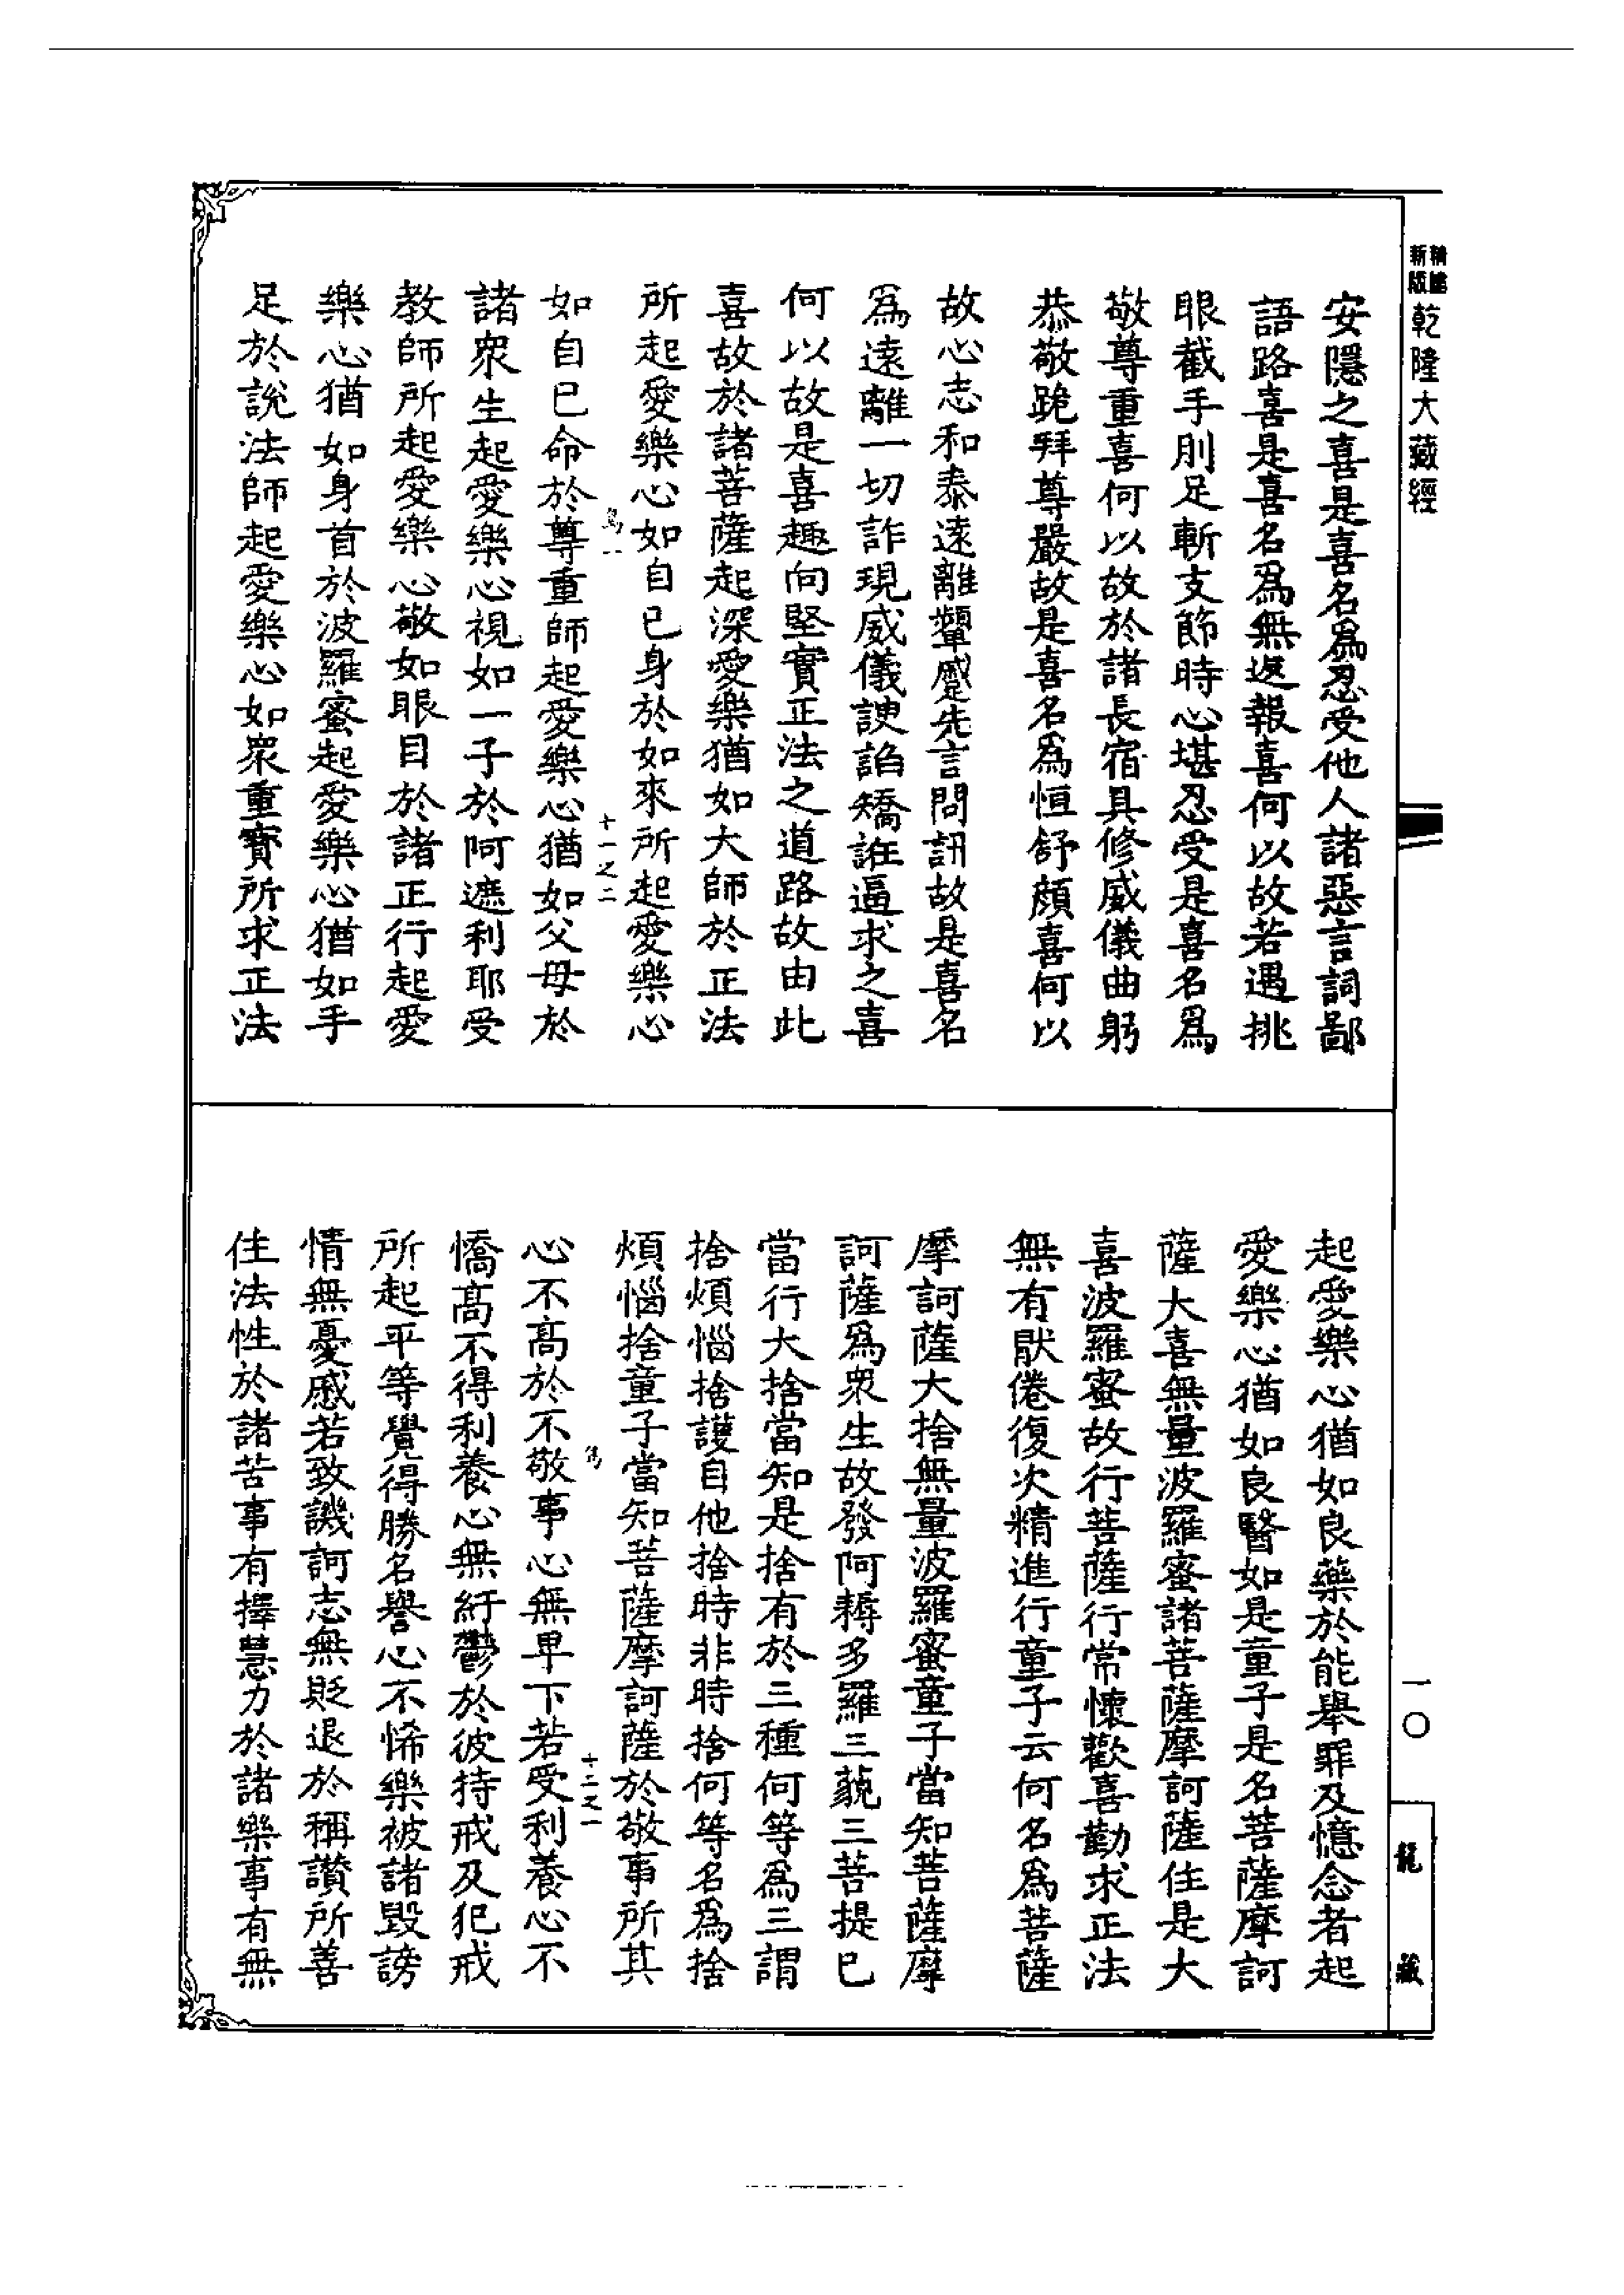 新版 精縮 乾隆大藏經
安隱之喜是喜名爲忍受他人諸惡言詞鄙
語路喜是喜名爲無返報喜何以故若遇挑
眼截手刖足斬支節時心堪忍受是喜名爲
敬尊重喜何以故於諸長宿具修威儀曲躬
恭敬跪拜尊嚴故是喜名爲恒舒顔喜何以
故心志和泰遠離顰蹙先言問訊故是喜名
爲遠離一切詐現威儀諛諂矯誑逼求之喜
何以故是喜趣向堅實正法之道路故由此
喜故於諸菩薩起深愛樂猶如大師於正法
所起愛樂心如自已身於如來所起愛樂心
十一之二
如自已命於尊重師起愛樂心猶如父母於
諸衆生起愛樂心視如一子於阿遮利耶受
教師所起愛樂心敬如眼目於諸正行起愛
樂心猶如身首於波羅蜜起愛樂心猶如手
足於說法師起愛樂心如衆重寶所求正法
起愛樂心猶如良藥於能舉罪及憶念者起
愛樂心猶如良醫如是童子是名菩薩摩訶
薩大喜無量波羅蜜諸菩薩摩訶薩住是大
喜波羅蜜故行菩薩行常懷歡喜勤求正法
無有猒倦復次精進行童子云何名爲菩薩
摩訶薩大捨無量波羅蜜童子當知菩薩摩
訶薩爲衆生故發阿耨多羅三藐三菩提已
當行大捨當知是捨有於三種何等爲三謂
捨煩惱捨護自他捨時非時捨何等名爲捨
煩惱捨童子當知菩薩摩訶薩於敬事所其
十二之一
心不高於不敬事心無卑下若受利養心不
憍高不得利養心無紆鬱於彼持戒及犯戒
所起平等覺得勝名譽心不悕樂被諸毀謗
情無憂慼若致譏訶志無貶退於稱讚所善
住法性於諸苦事有擇慧力於諸樂事有無
一〇
龍藏